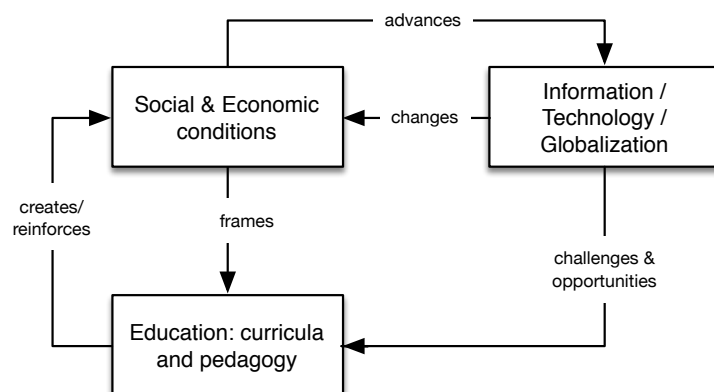 advances
Social & Economic
conditions
changes
Information /
Technology /
Globalization
creates/
reinforces
frames
challenges &
opportunities
Education: curricula
and pedagogy